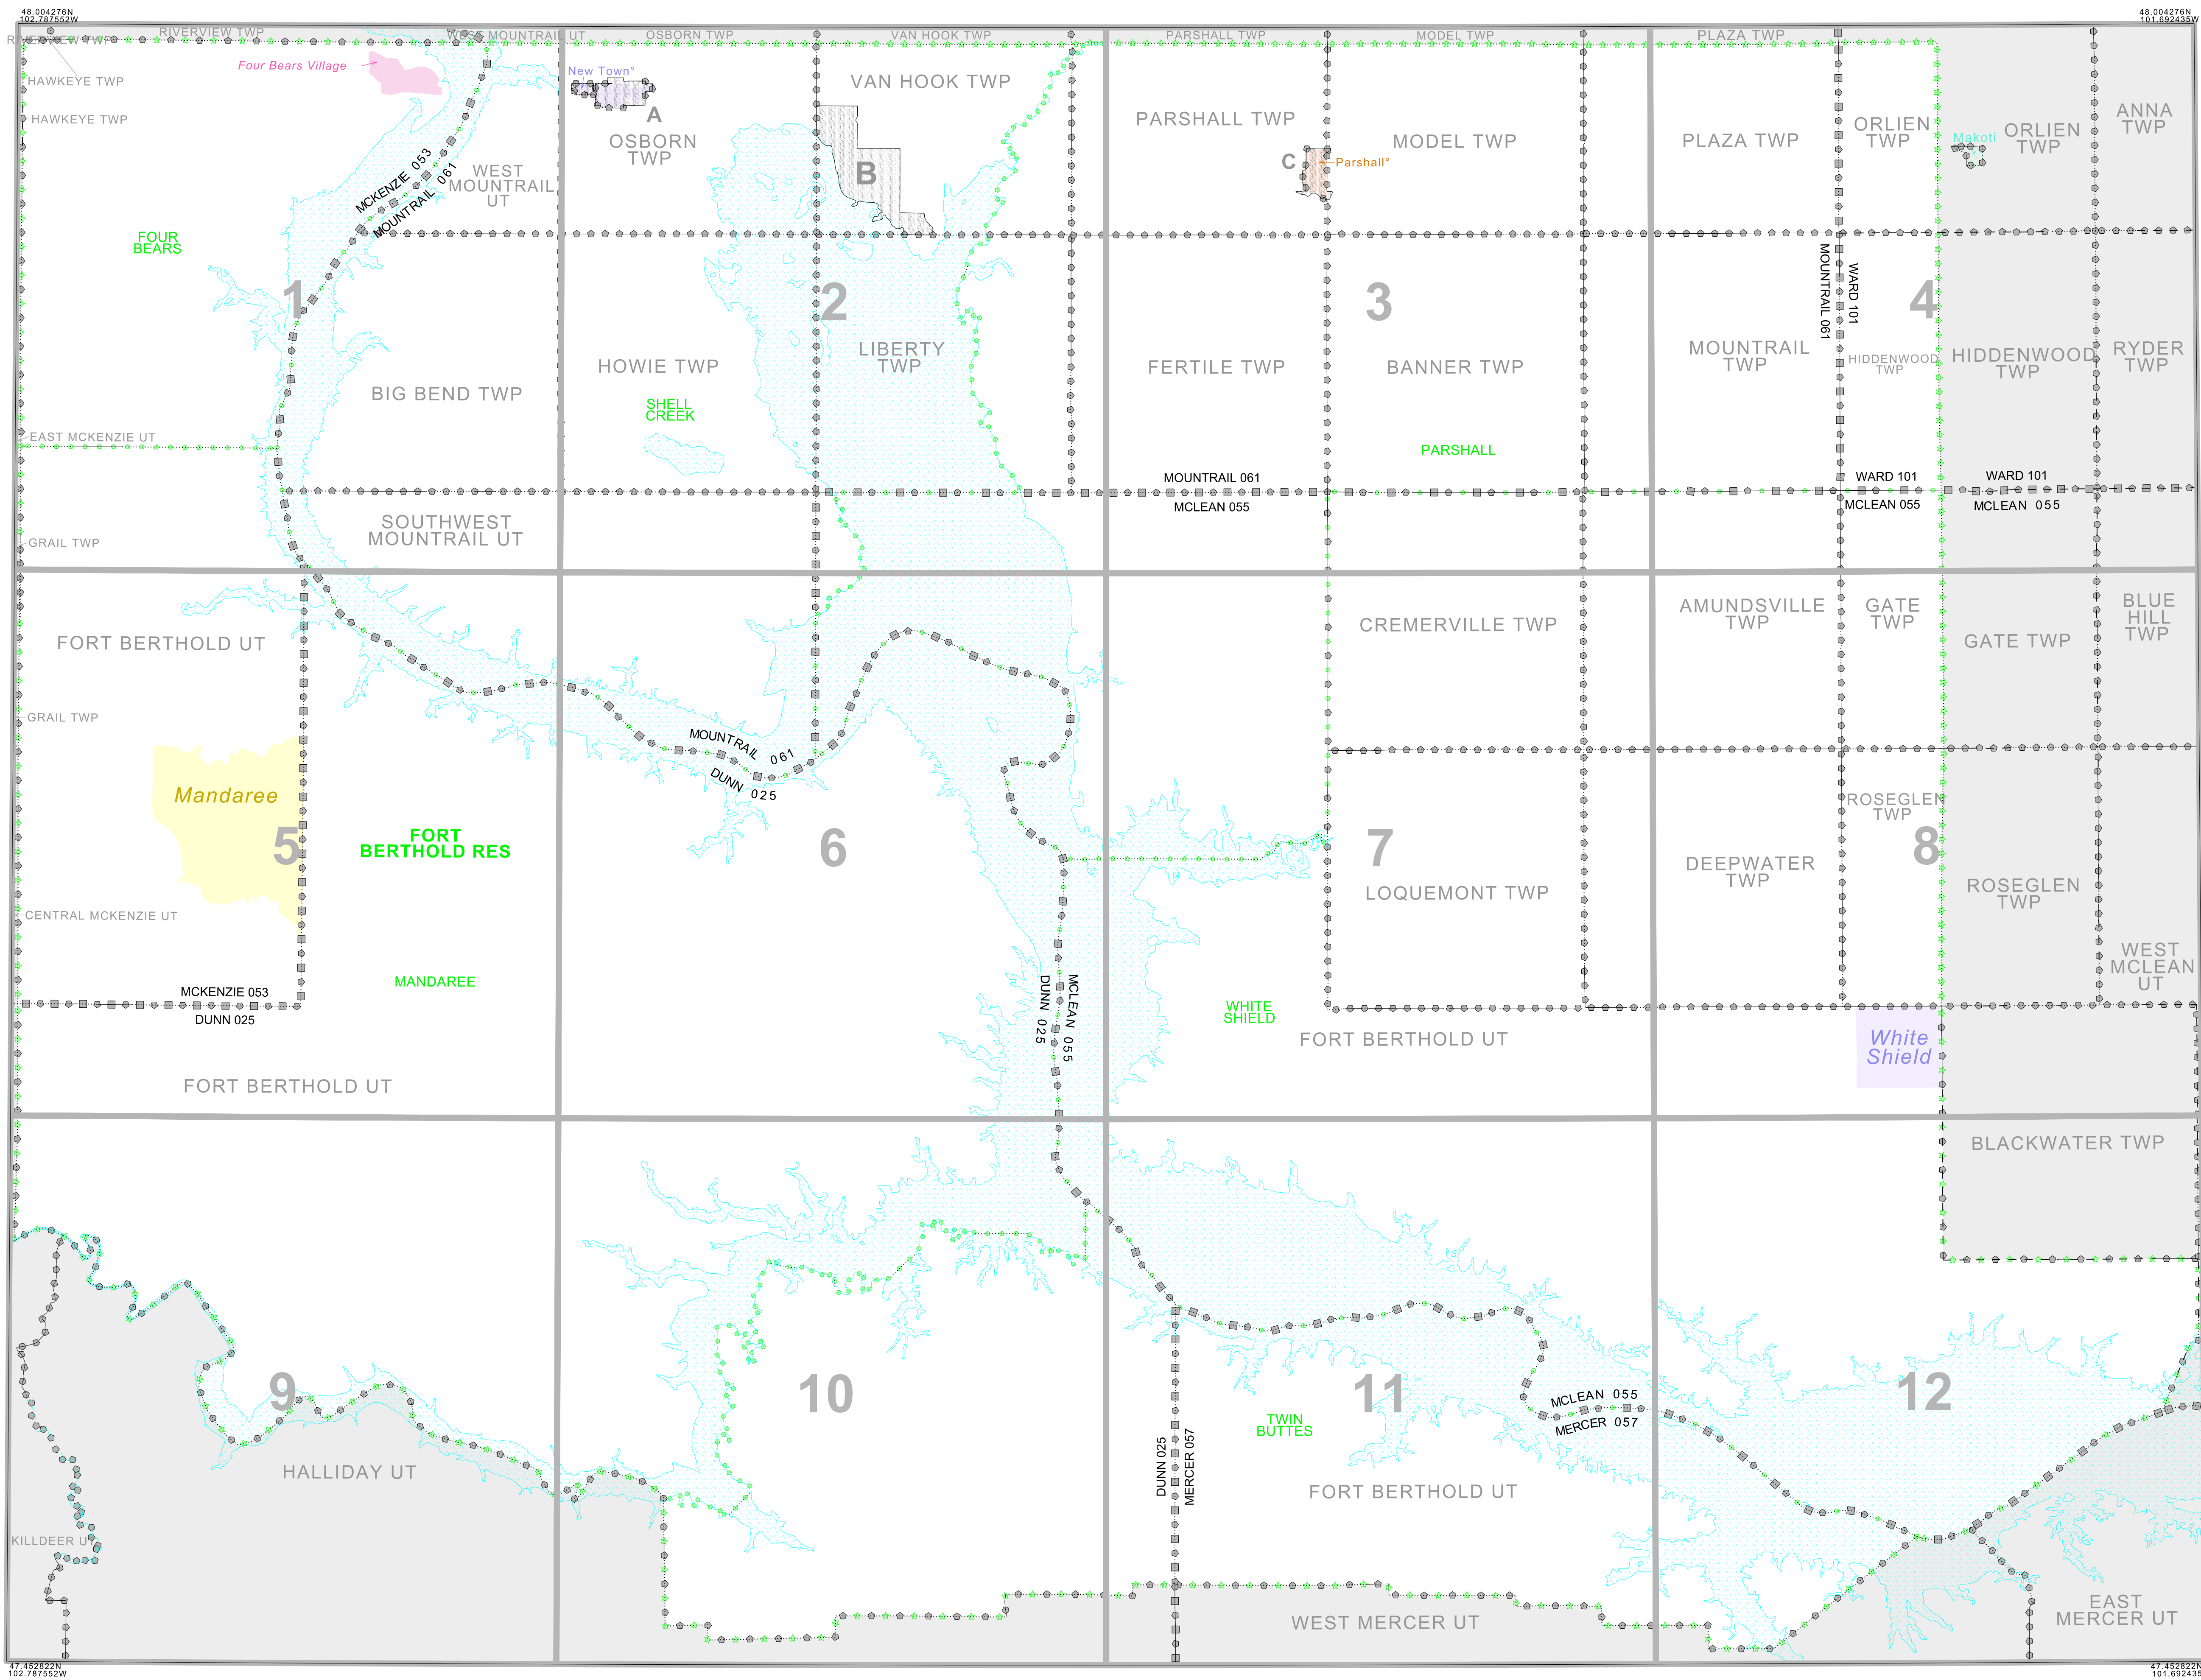 48.004276N
102.787552W
48.004276N
101.692435W
RIVERVIEW TWP
RIVERVIEW TWP
WEST MOUNTRAIL UT
OSBORN TWP
VAN HOOK TWP
PARSHALL TWP
MODEL TWP
PLAZA TWP
HAWKEYE TWP
HAWKEYE TWP
Four Bears Village
New Town°
A
OSBORN
TWP
VAN HOOK TWP
B
PARSHALL TWP
C
Parshall°
MODEL TWP
PLAZA TWP
ORLIEN
TWP
Makoti
ORLIEN
TWP
ANNA
TWP
MCKENZIE 053
MOUNTRAIL 061
WEST
MOUNTRAIL
UT
FOUR
BEARS
1
2
3
4
MOUNTRAIL 061
WARD 101
BIG BEND TWP
HOWIE TWP
SHELL
CREEK
LIBERTY
TWP
FERTILE TWP
BANNER TWP
PARSHALL
MOUNTRAIL
TWP
HIDDENWOOD
TWP
HIDDENWOOD
TWP
RYDER
TWP
EAST MCKENZIE UT
MOUNTRAIL 061
MCLEAN 055
WARD 101
MCLEAN 055
WARD 101
MCLEAN 055
SOUTHWEST
MOUNTRAIL UT
GRAIL TWP
FORT BERTHOLD UT
CREMERVILLE TWP
AMUNDSVILLE
TWP
GATE
TWP
GATE TWP
BLUE
HILL
TWP
GRAIL TWP
MOUNTRAIL 061
DUNN 025
Mandaree
5
FORT
BERTHOLD RES
6
7
8
ROSEGLEN
TWP
DEEPWATER
TWP
LOQUEMONT TWP
ROSEGLEN
TWP
CENTRAL MCKENZIE UT
WEST
MCLEAN
UT
MANDAREE
MCKENZIE 053
DUNN 025
DUNN 025
MCLEAN 055
WHITE
SHIELD
FORT BERTHOLD UT
White
Shield
FORT BERTHOLD UT
BLACKWATER TWP
9
10
11
12
MCLEAN 055
MERCER 057
TWIN
BUTTES
DUNN 025
MERCER 057
HALLIDAY UT
FORT BERTHOLD UT
KILLDEER UT
WEST MERCER UT
EAST
MERCER UT
47.452822N
102.787552W
47.452822N
101.692435W